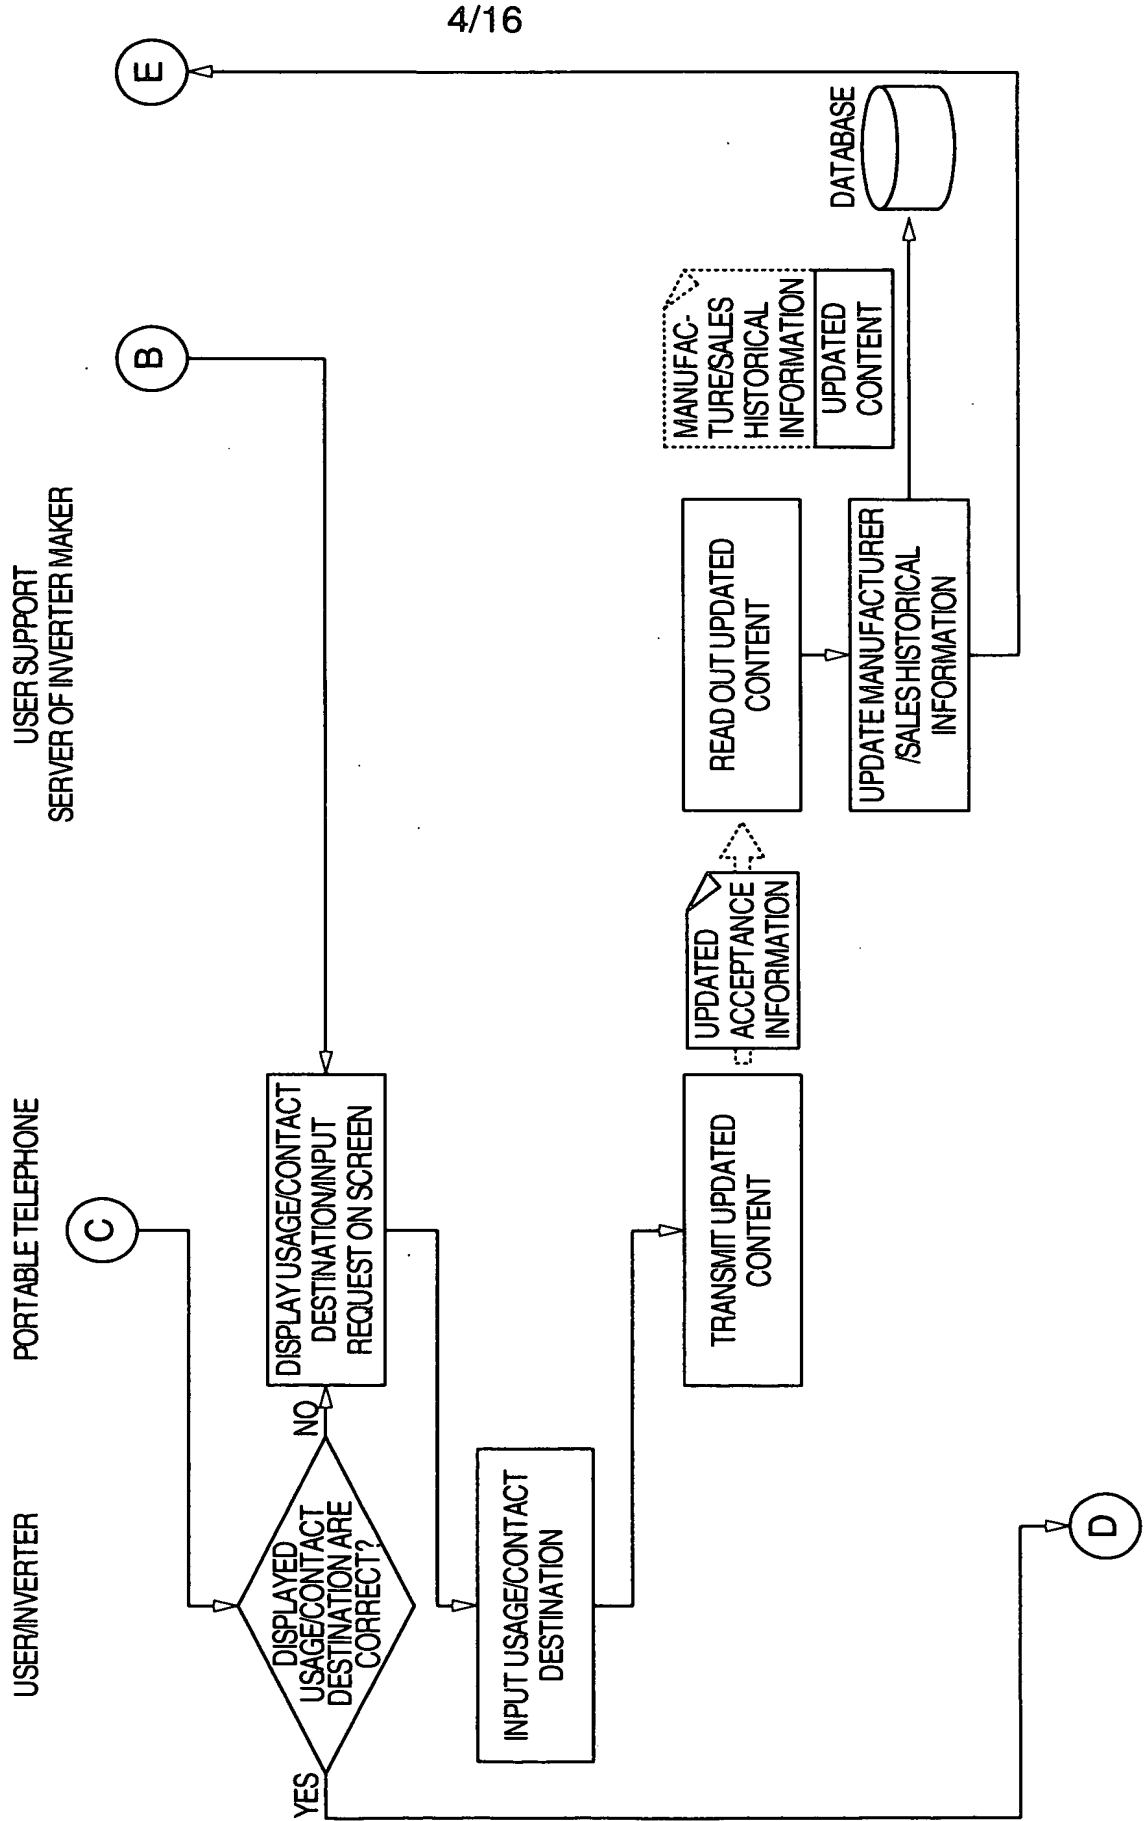 4/16
USER/INVERTER
PORTABLE TELEPHONE
USER SUPPORT
SERVER OF INVERTER MAKER
C
B
E
DISPLAYED
USAGE/CONTACT
DESTINATION ARE
CORRECT?
YES
NO
DISPLAY USAGE/CONTACT
DESTINATION/INPUT
REQUEST ON SCREEN
INPUT USAGE/CONTACT
DESTINATION
TRANSMIT UPDATED
CONTENT
UPDATED
ACCEPTANCE
INFORMATION
READ OUT UPDATED
CONTENT
MANUFAC-
TURE/SALES
HISTORICAL
INFORMATION
UPDATED
CONTENT
DATABASE
UPDATE MANUFACTURER
/SALES HISTORICAL
INFORMATION
D